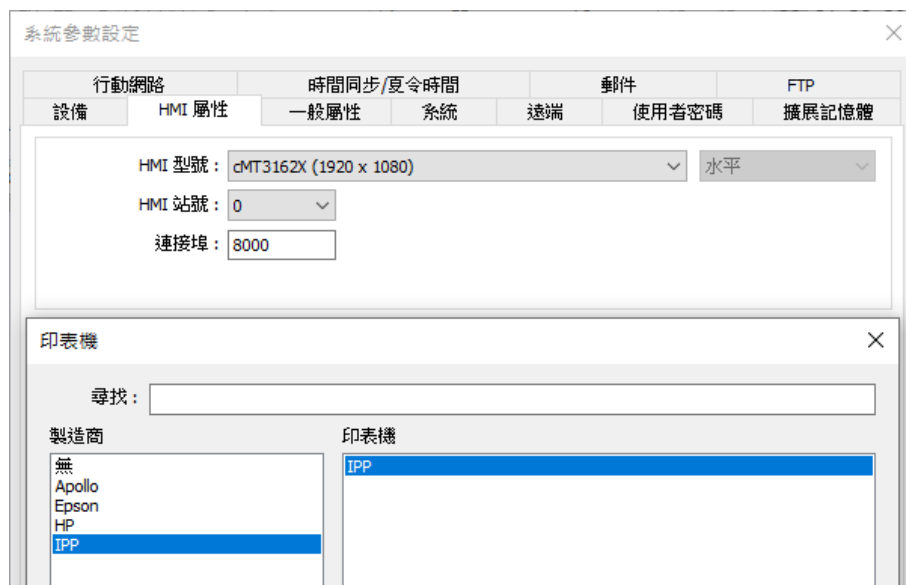 系統參數設定
行動網路 時間同步/夏令時間 郵件 FTP
設備 HMI 屬性 一般屬性 系統 遠端 使用者密碼 擴展記憶體
HMI 型號： cMT3162X (1920 x 1080) 水平
HMI 站號： 0
連接埠： 8000
印表機
尋找：
製造商 印表機
無 IPP
Apollo
Epson
HP
IPP